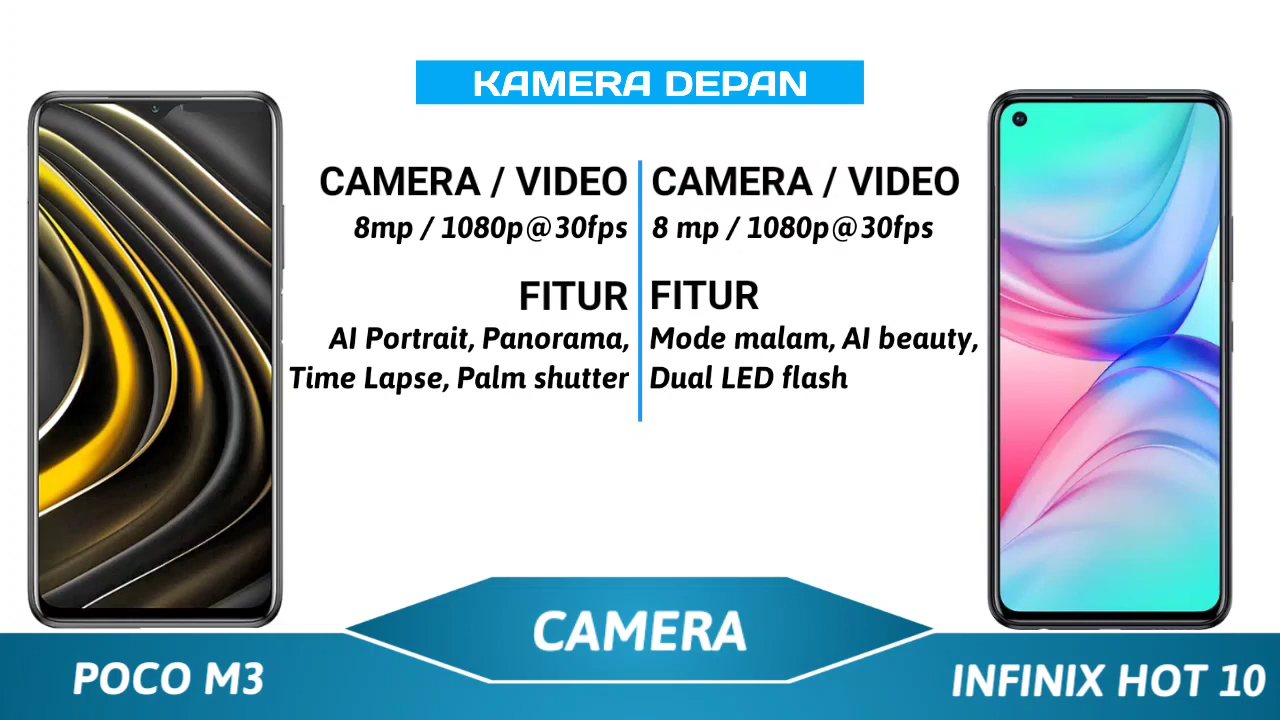 KAMERA DEPAN
CAMERA / VIDEO
8mp / 1080p@30fps
FITUR
AI Portrait, Panorama,
Time Lapse, Palm shutter
CAMERA / VIDEO
8 mp / 1080p@30fps
FITUR
Mode malam, AI beauty,
Dual LED flash
CAMERA
POCO M3
INFINIX HOT 10